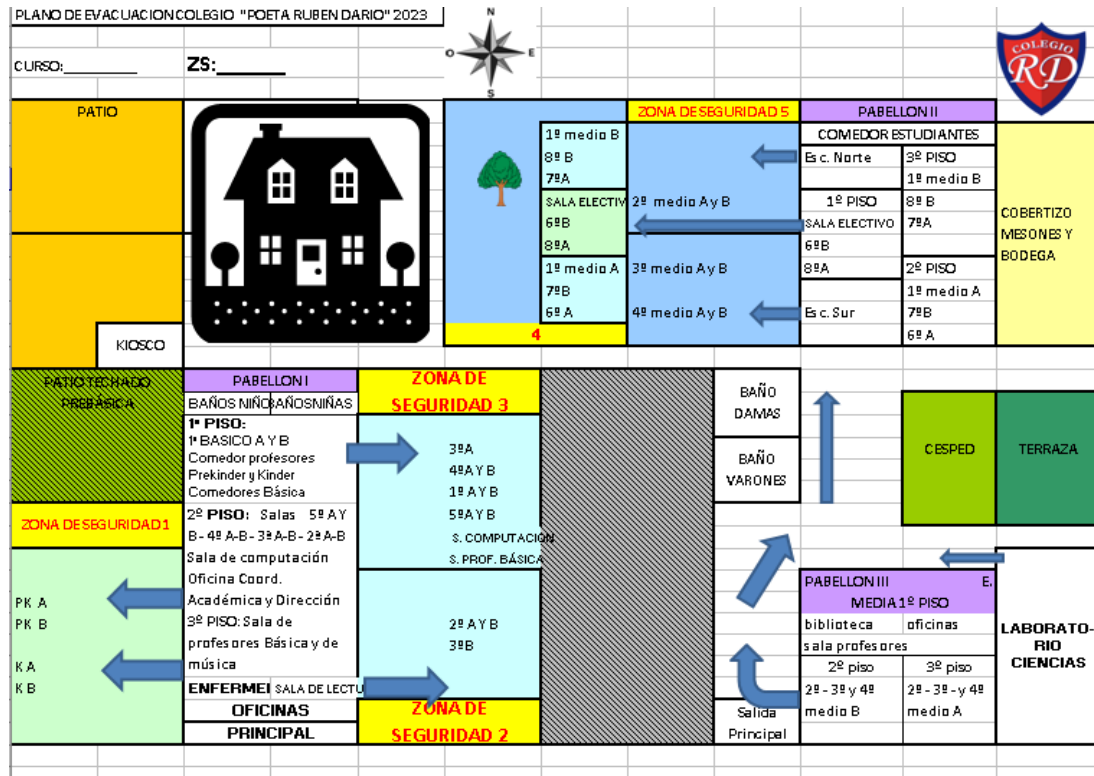 PLANO DE EVACUACION COLEGIO "POETA RUBEN DARIO" 2023
CURSO:________
ZS:______
N
O
E
S
COLEGIO
RD
PATIO
KIOSCO
1º medio B
8º B
7ºA
SALA ELECTIV
6ºB
8ºA
1º medio A
7ºB
6º A
4
ZONA DE SEGURIDAD 5
2º medio A y B
3º medio A y B
4º medio A y B
PABELLON II
COMEDOR ESTUDIANTES
Esc. Norte
1º PISO
SALA ELECTIVO
6ºB
8ºA
Esc. Sur
3º PISO
1º medio B
8º B
7ºA
2º PISO
1º medio A
7ºB
6º A
COBERTIZO
MESONES Y
BODEGA
PATIO TECHADO
PREBÁSICA
ZONA DE SEGURIDAD 1
PK A
PK B
K A
K B
PABELLON I
BAÑOS NIÑO
BAÑOS NIÑAS
1º PISO:
1º BASICO A Y B
Comedor profesores
Prekinder y Kinder
Comedores Básica
2º PISO: Salas 5º A Y
B- 4º A-B- 3ºA-B- 2ºA-B
Sala de computación
Oficina Coord.
Académica y Dirección
3º PISO: Sala de
profesores Básica y de
música
ENFERMEI
SALA DE LECTU
OFICINAS
PRINCIPAL
ZONA DE
SEGURIDAD 3
3ºA
4ºA Y B
1º A Y B
5ºA Y B
S. COMPUTACIÓN
S. PROF. BÁSICA
2º A Y B
3ºB
ZONA DE
SEGURIDAD 2
BAÑO
DAMAS
BAÑO
VARONES
Salida
Principal
CESPED
TERRAZA
PABELLON III E.
MEDIA 1º PISO
biblioteca
oficinas
sala profesores
2º piso
2º - 3º y 4º
medio B
3º piso
2º - 3º - y 4º
medio A
LABORATO-
RIO
CIENCIAS